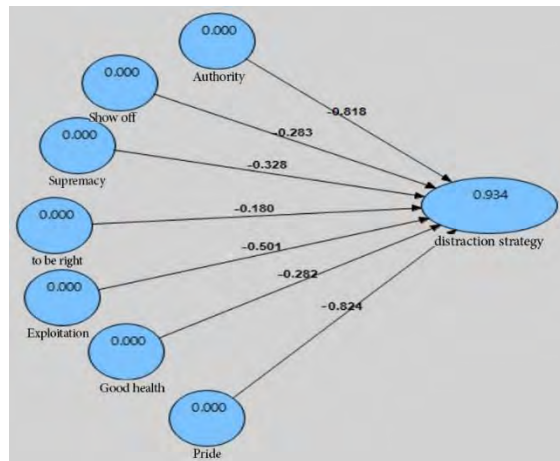 0.000
Authority
-0.818
0.000
Show off
-0.283
0.000
Supremacy
-0.328
0.934
distraction strategy
0.000
to be right
-0.180
0.000
Exploitation
-0.501
0.000
Good health
-0.282
0.000
Pride
-0.824